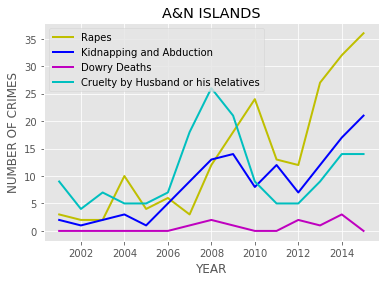 A&N ISLANDS
Rapes
Kidnapping and Abduction
Dowry Deaths
Cruelty by Husband or his Relatives
NUMBER OF CRIMES
35
30
25
20
15
10
5
0
2002 2004 2006 2008 2010 2012 2014
YEAR